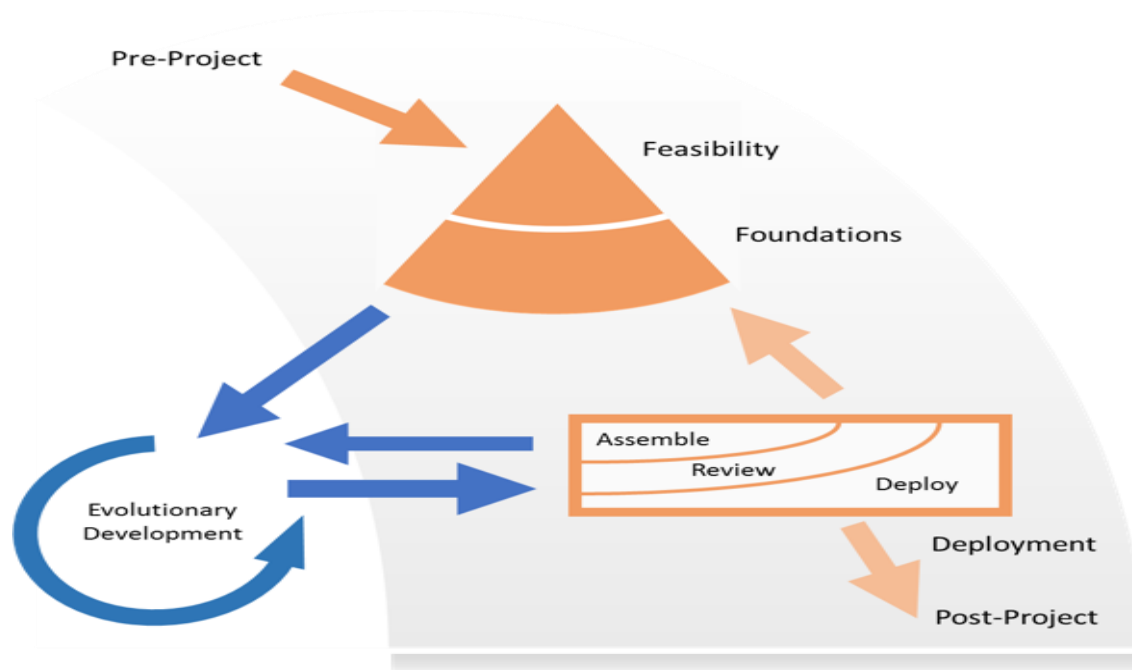 Pre-Project
Feasibility
Foundations
Assemble
Review
Deploy
Evolutionary
Development
Deployment
Post-Project